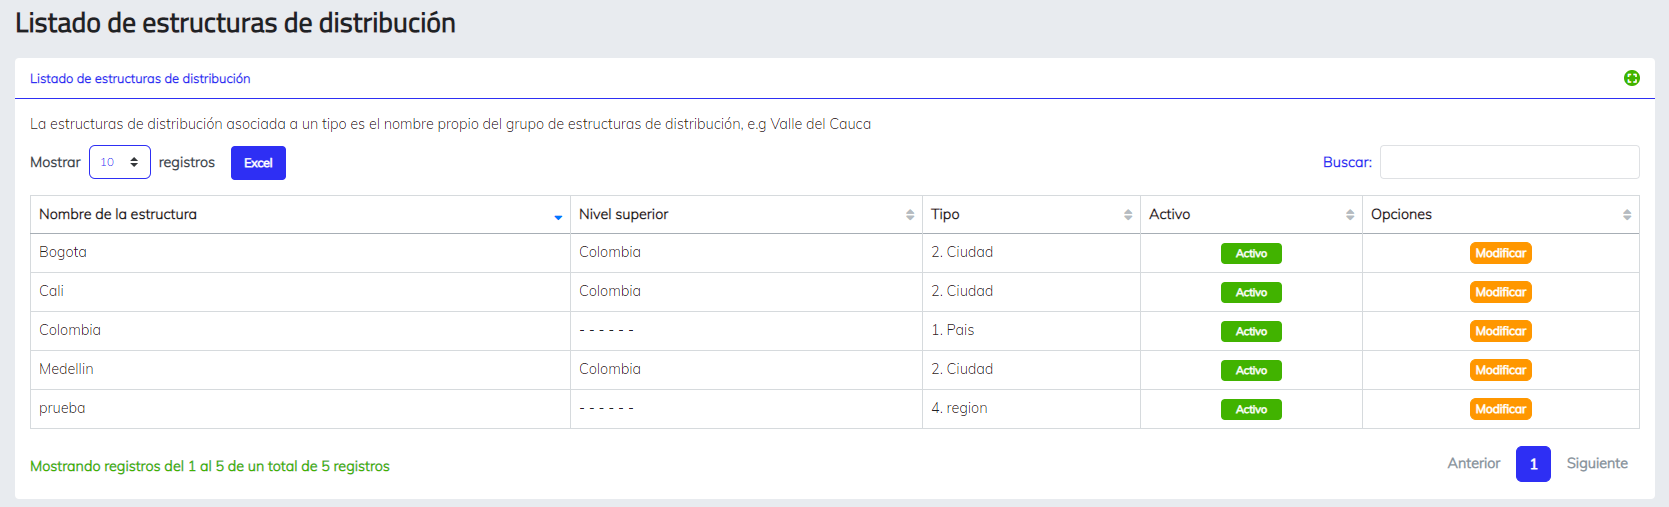 Listado de estructuras de distribución
Listado de estructuras de distribución
La estructuras de distribución asociada a un tipo es el nombre propio del grupo de estructuras de distribución, e.g Valle del Cauca
Mostrar 10 registros Excel Buscar:
Nombre de la estructura Nivel superior Tipo Activo Opciones
Bogota Colombia 2. Ciudad Activo Modificar
Cali Colombia 2. Ciudad Activo Modificar
Colombia - - - - - - 1. Pais Activo Modificar
Medellin Colombia 2. Ciudad Activo Modificar
prueba - - - - - - 4. region Activo Modificar
Mostrando registros del 1 al 5 de un total de 5 registros Anterior 1 Siguiente